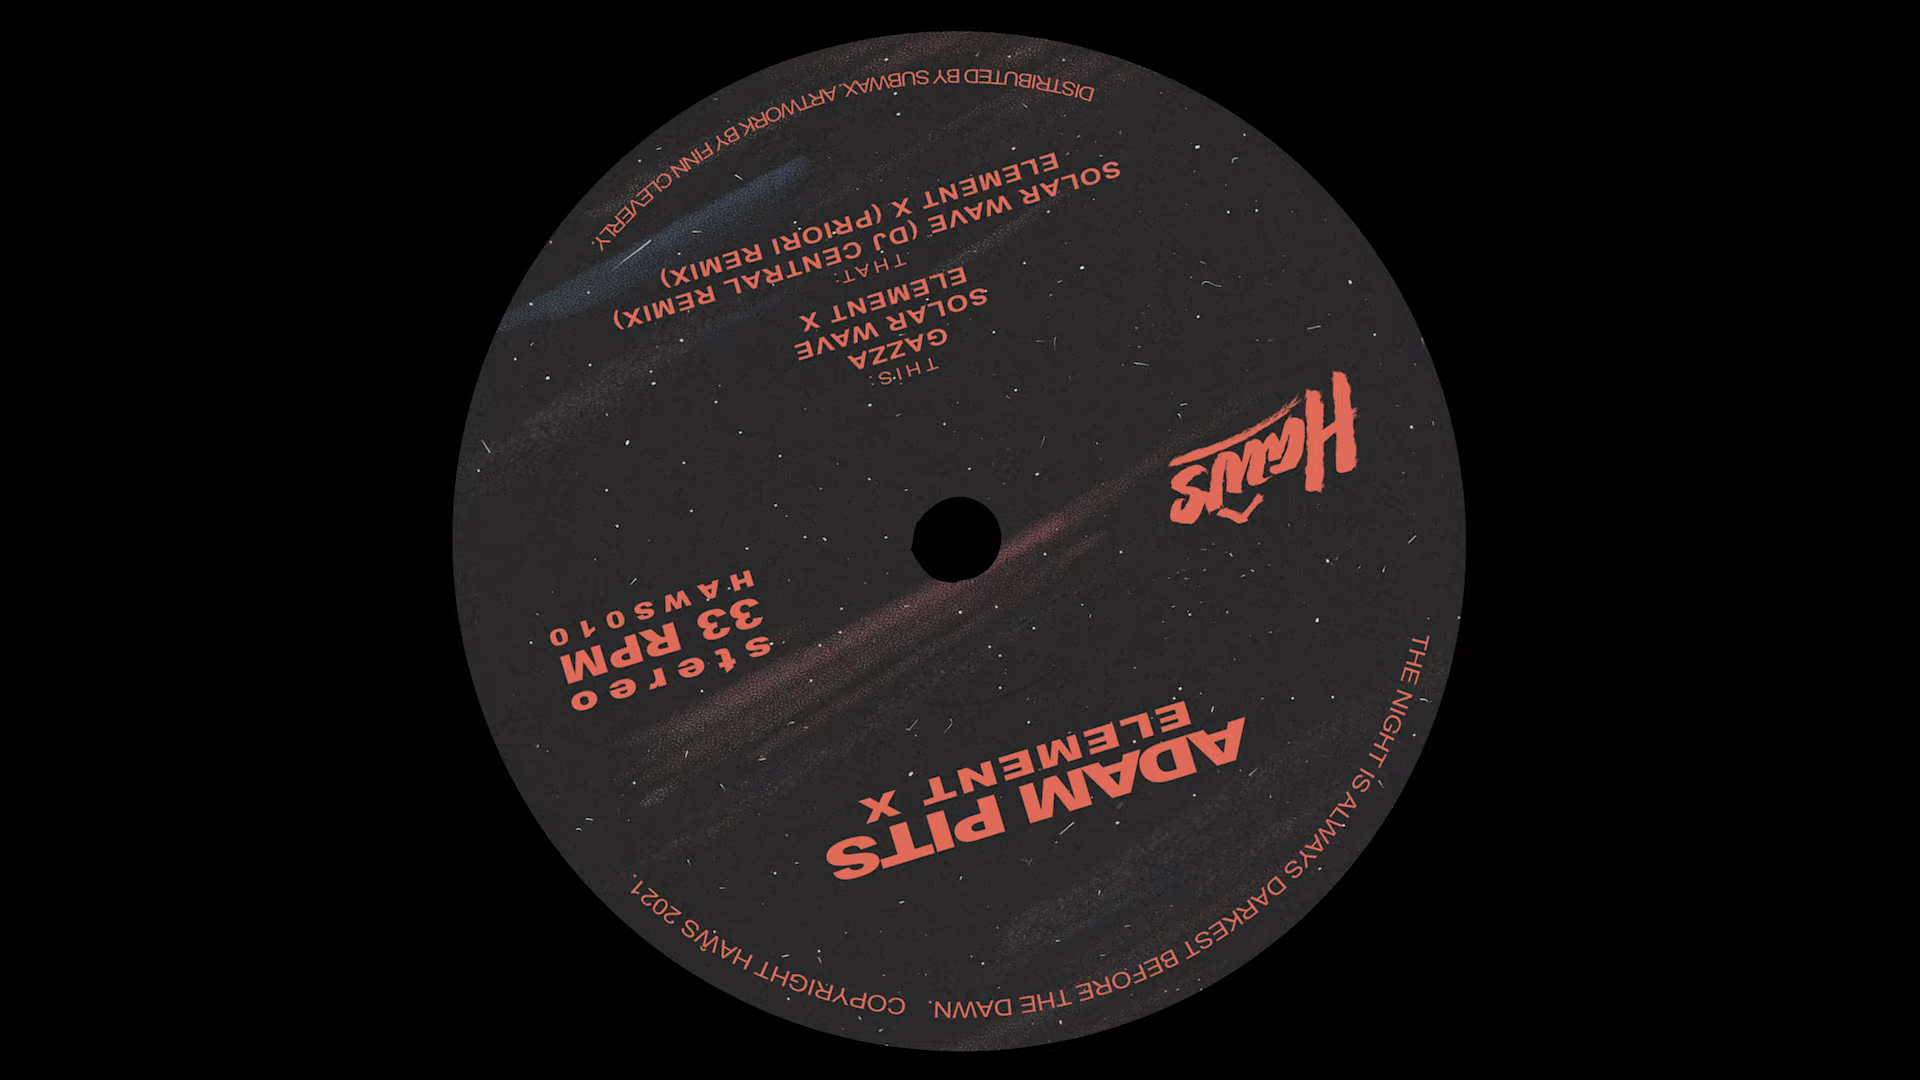 THE NIGHT IS ALWAYS DARKEST BEFORE THE DAWN.
COPYRIGHT HAŴS 2021.
ADAM PITS
ELEMENT X
Haŵs
stereo
33 RPM
HAWS010
THIS:
GAZZA
SOLAR WAVE
ELEMENT X
THAT:
SOLAR WAVE (DJ CENTRAL REMIX)
ELEMENT X (PRIORI REMIX)
DISTRIBUTED BY SUBWAX. ARTWORK BY FINN CLEVERLY.